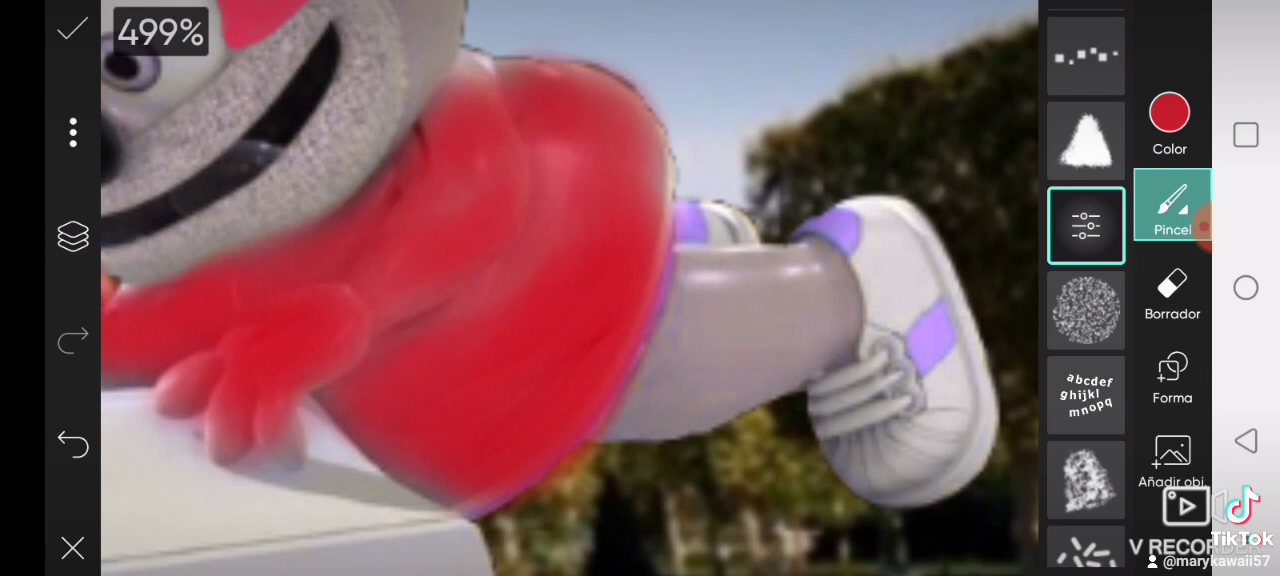 499%
Color
Pincel
Borrador
abcdef
ghijkl
mnopq
Forma
Añadir obj.
TikTok
V RECORDER
@marykawaii57